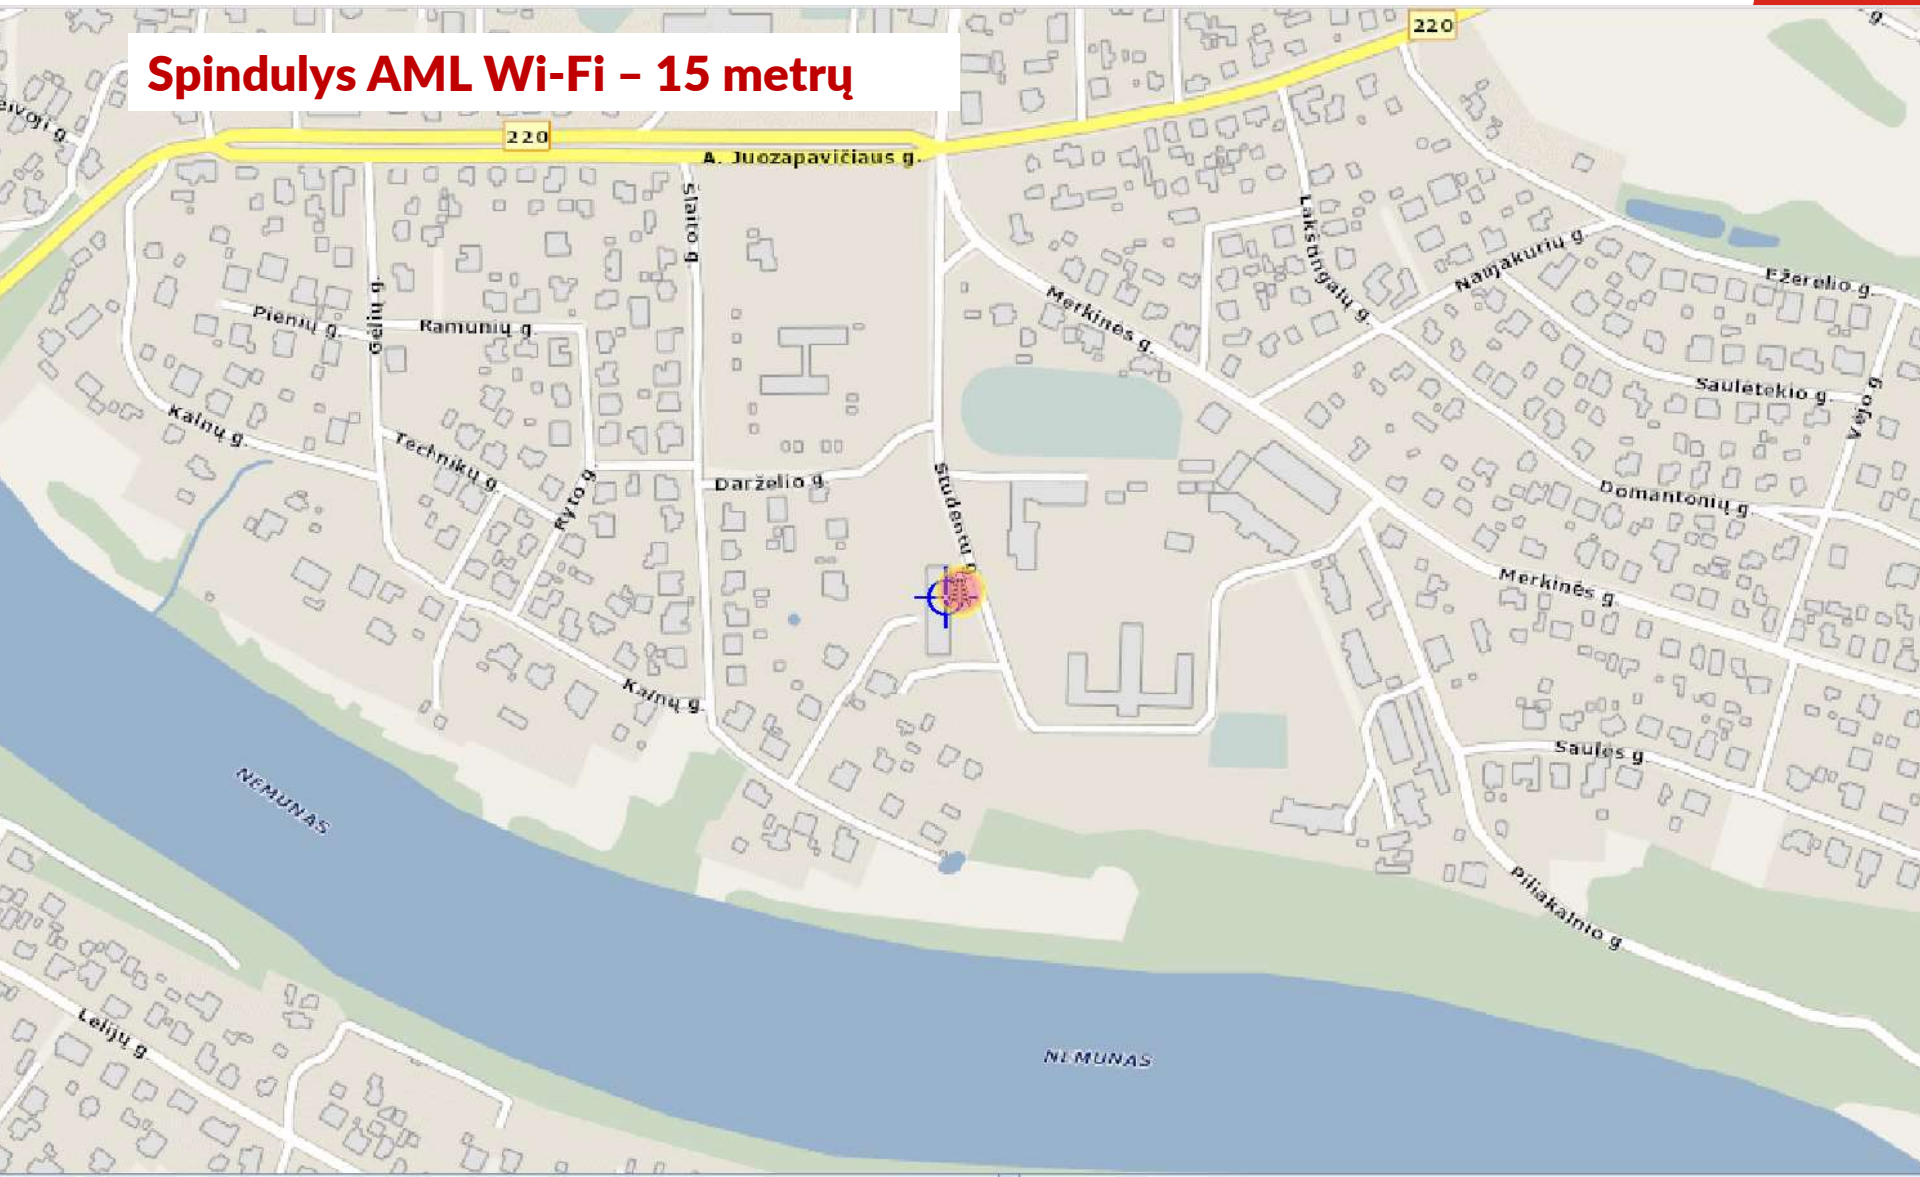 220
Spindulys AML Wi-Fi – 15 metrų
220
A. Juozapavičiaus g.
Slaito g.
Lakštingalų g.
Naujakurių g.
Ežerėlio g.
Merkinės g.
Gėlių g.
Pienių g.
Ramunių g.
Saulėtekio g.
Vėjo g.
Kalnų g.
Technikų g.
Ryto g.
Darželio g.
Studentų g.
Domantonių g.
Merkinės g.
Kalnų g.
Saulės g.
NEMUNAS
Piliakalnio g.
Lelijų g.
NEMUNAS